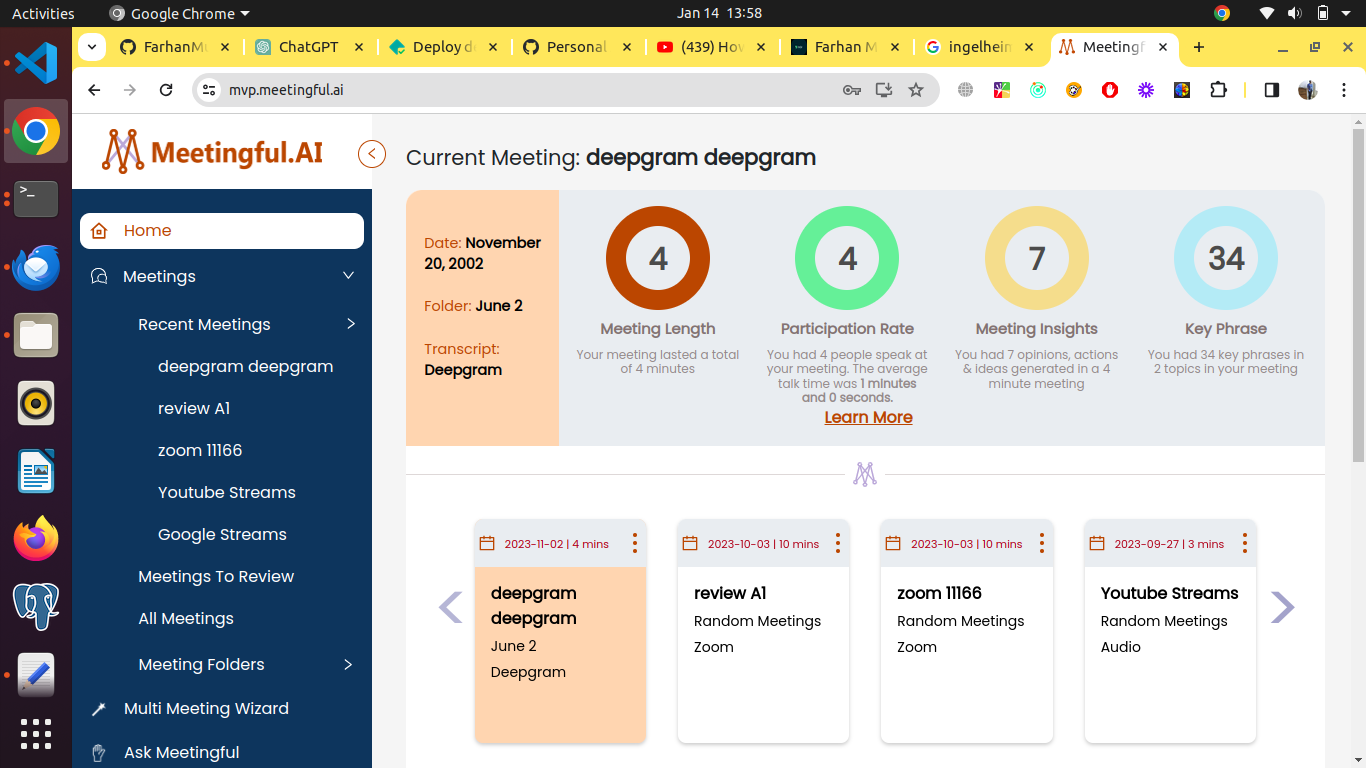 Activities
Google Chrome
Jan 14 13:58
FarhanMu
ChatGPT
Deploy de
Personal
(439) How
Farhan M
ingelhein
Meetingf
mvp.meetingful.ai
Meetingful.AI
Home
Meetings
Recent Meetings
deepgram deepgram
review A1
zoom 11166
Youtube Streams
Google Streams
Meetings To Review
All Meetings
Meeting Folders
Multi Meeting Wizard
Ask Meetingful
Current Meeting: deepgram deepgram
Date: November
20, 2002
Folder: June 2
Transcript:
Deepgram
4
Meeting Length
Your meeting lasted a total
of 4 minutes
4
Participation Rate
You had 4 people speak at
your meeting. The average
talk time was 1 minutes
and 0 seconds.
Learn More
7
Meeting Insights
You had 7 opinions, actions
& ideas generated in a 4
minute meeting
34
Key Phrase
You had 34 key phrases in
2 topics in your meeting
2023-11-02 | 4 mins
deepgram
deepgram
June 2
Deepgram
2023-10-03 | 10 mins
review A1
Random Meetings
Zoom
2023-10-03 | 10 mins
zoom 11166
Random Meetings
Zoom
2023-09-27 | 3 mins
Youtube Streams
Random Meetings
Audio